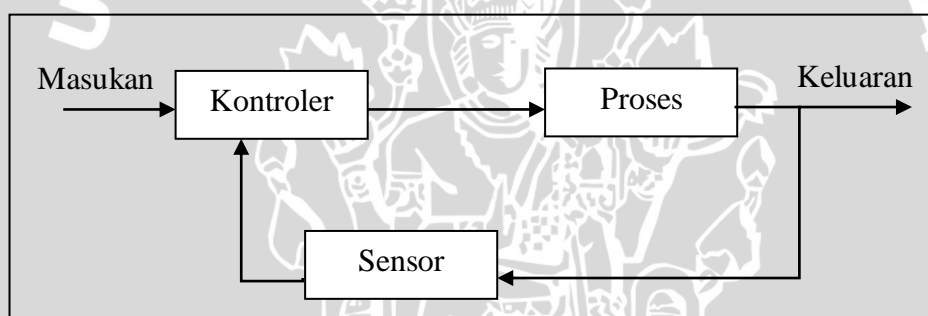 Masukan
Kontroler
Proses
Keluaran
Sensor